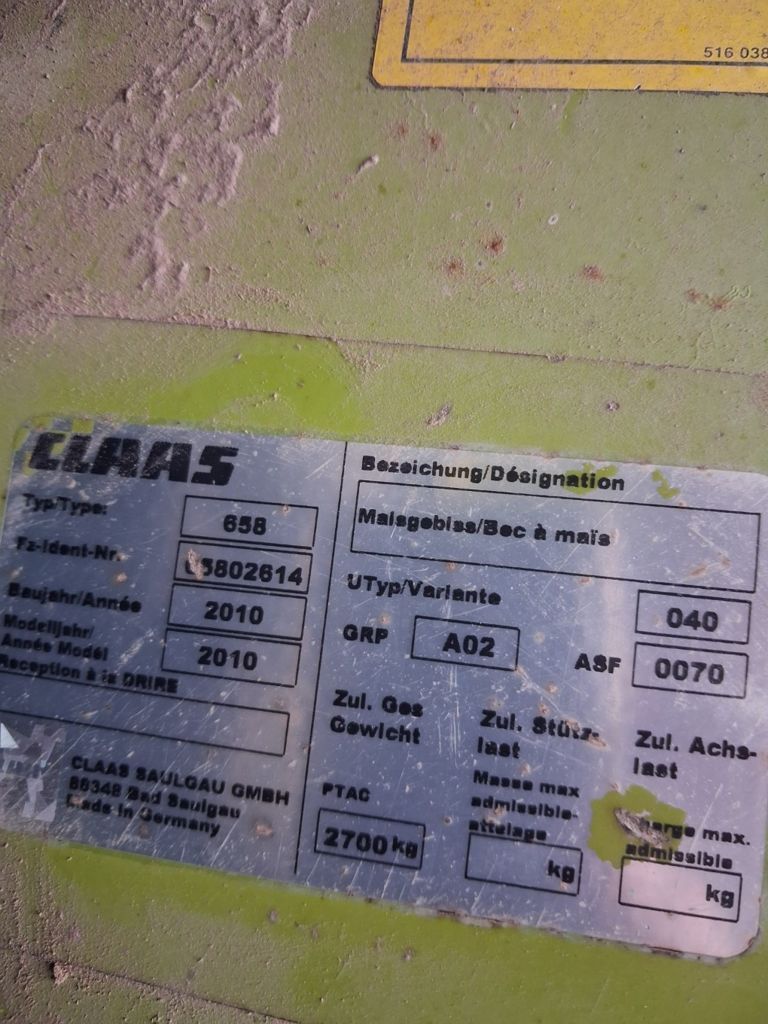 516 038
CLAAS
Typ/Type: 658
Fz-Ident-Nr. 5802614
Baujahr/Année 2010
Modelljahr/
Année Model 2010
Reception à la DRIRE
CLAAS SAULGAU GMBH
88348 Bad Saulgau
Made in Germany
Bezeichung/Désignation
Maisgebiss/Bec à maïs
UTyp/Variante 040
GRP A02 ASF 0070
Zul. Ges
Gewicht
PTAC
2700 kg
Zul. Stütz-
last
Masse max
admissible-
attelage
kg
Zul. Achs-
last
max.
admissible
kg